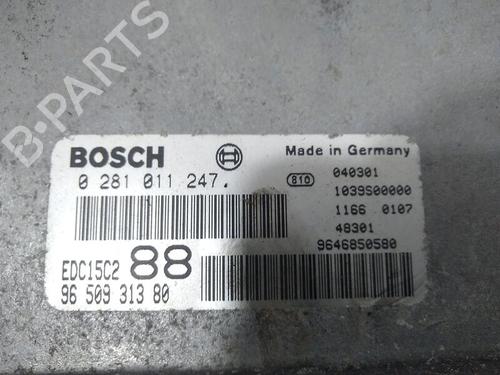 B-PARTS
BOSCH
Made in Germany
0 281 011 247.
810
040301
1039S00000
1166 0107
48301
9646850580
EDC15C2 88
96 509 313 80